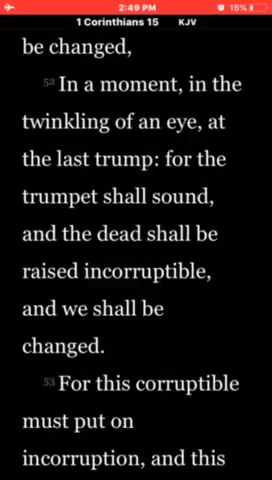 2:49 PM 15%
1 Corinthians 15 KJV
be changed,
52 In a moment, in the
twinkling of an eye, at
the last trump: for the
trumpet shall sound,
and the dead shall be
raised incorruptible,
and we shall be
changed.
53 For this corruptible
must put on
incorruption, and this